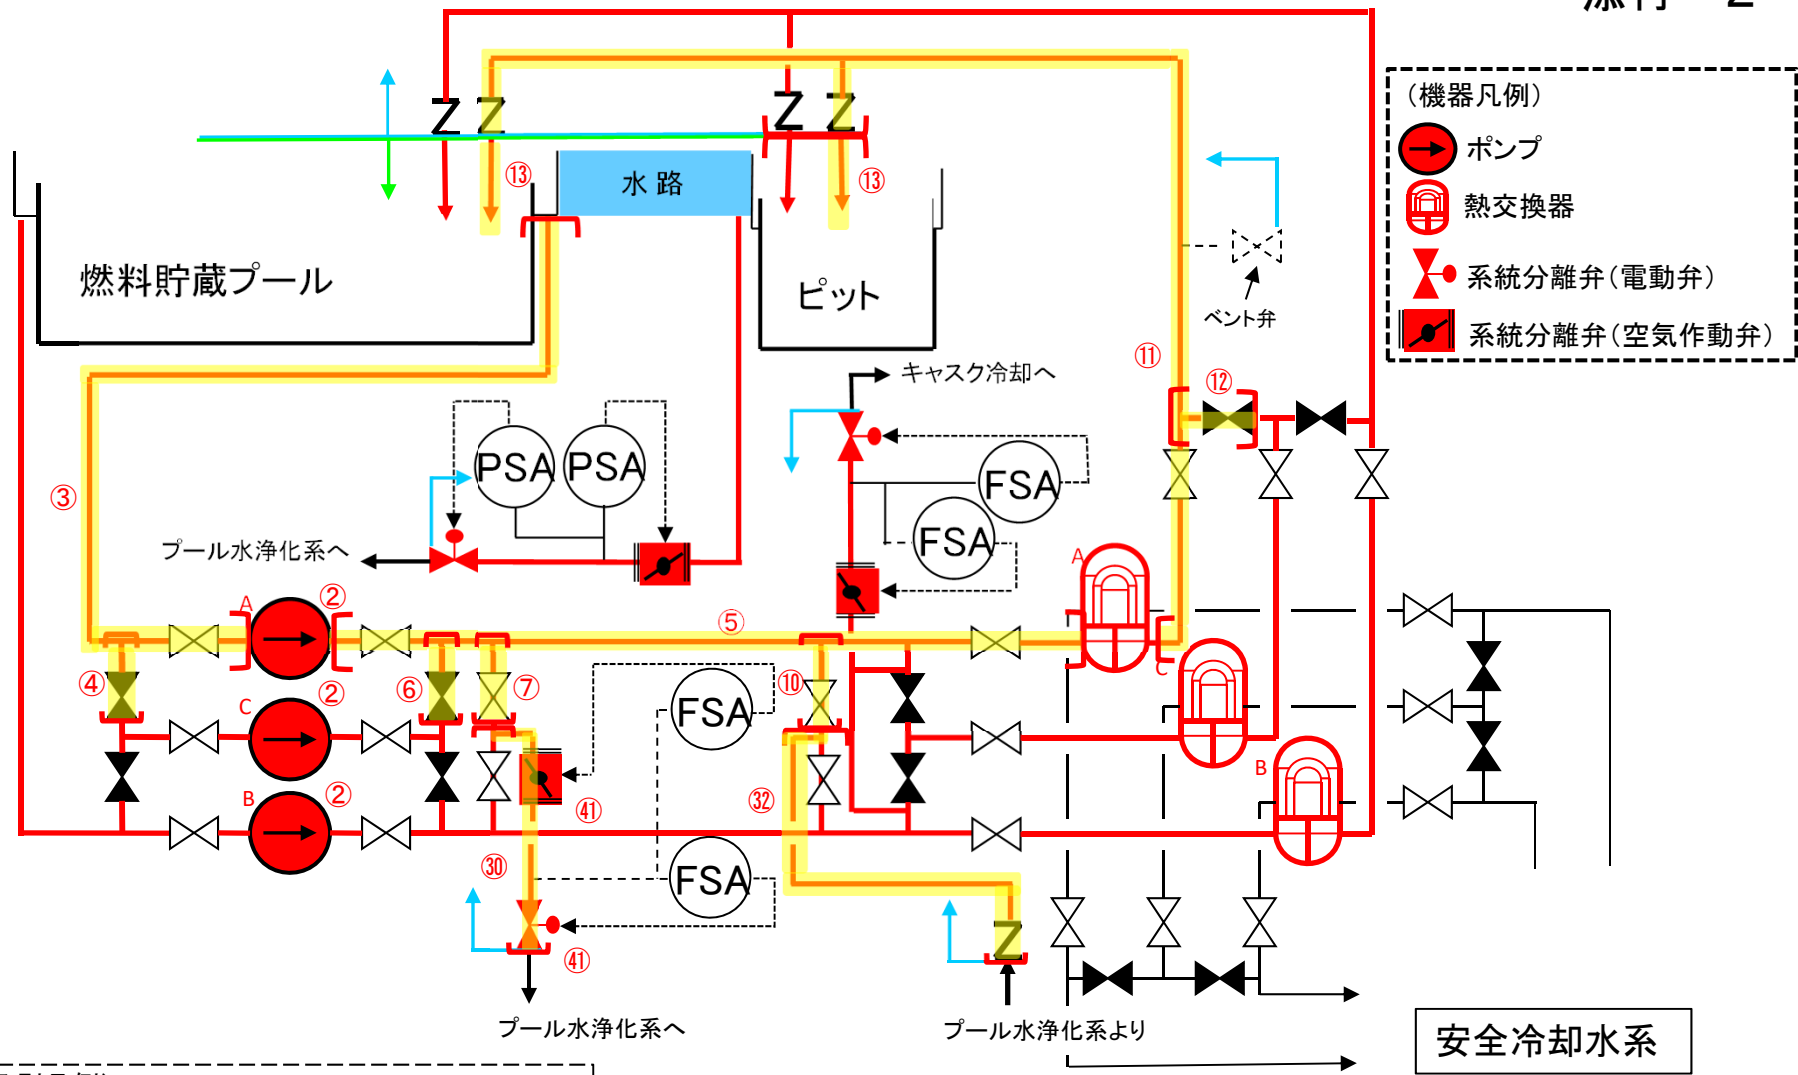 （機器凡例）
ポンプ
熱交換器
系統分離弁（電動弁）
系統分離弁（空気作動弁）
Z
Z
Z
Z
⑬
水路
⑬
燃料貯蔵プール
ピット
ベント弁
⑪
キャスク冷却へ
⑫
PSA
PSA
FSA
③
FSA
プール水浄化系へ
A
②
⑤
A
④
⑥
⑦
⑩
C
C
②
FSA
B
B
②
㊶
㉜
㉚
FSA
㊶
Z
プール水浄化系へ
プール水浄化系より
安全冷却水系